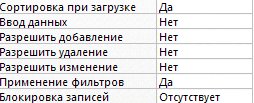 Сортировка при загрузке Да
Ввод данных Нет
Разрешить добавление Нет
Разрешить удаление Нет
Разрешить изменение Нет
Применение фильтров Да
Блокировка записей Отсутствует